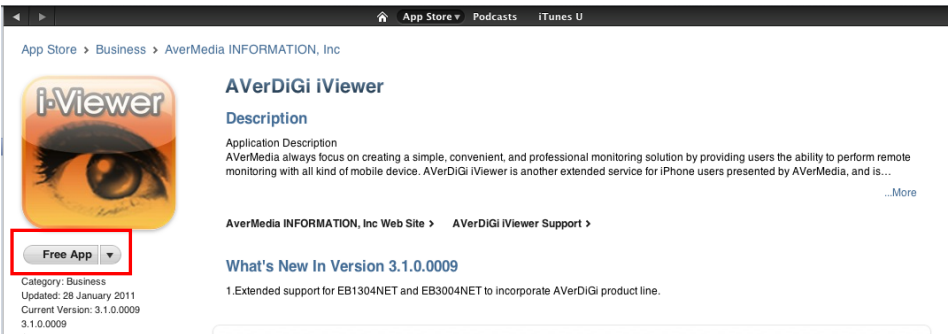 App Store Podcasts iTunes U
App Store > Business > AverMedia INFORMATION, Inc
i-Viewer
AVerDiGi iViewer
Description
Application Description
AVerMedia always focus on creating a simple, convenient, and professional monitoring solution by providing users the ability to perform remote
monitoring with all kind of mobile device. AVerDiGi iViewer is another extended service for iPhone users presented by AVerMedia, and is…
...More
AverMedia INFORMATION, Inc Web Site > AVerDiGi iViewer Support >
Free App
Category: Business
Updated: 28 January 2011
Current Version: 3.1.0.0009
3.1.0.0009
What's New In Version 3.1.0.0009
1.Extended support for EB1304NET and EB3004NET to incorporate AVerDiGi product line.